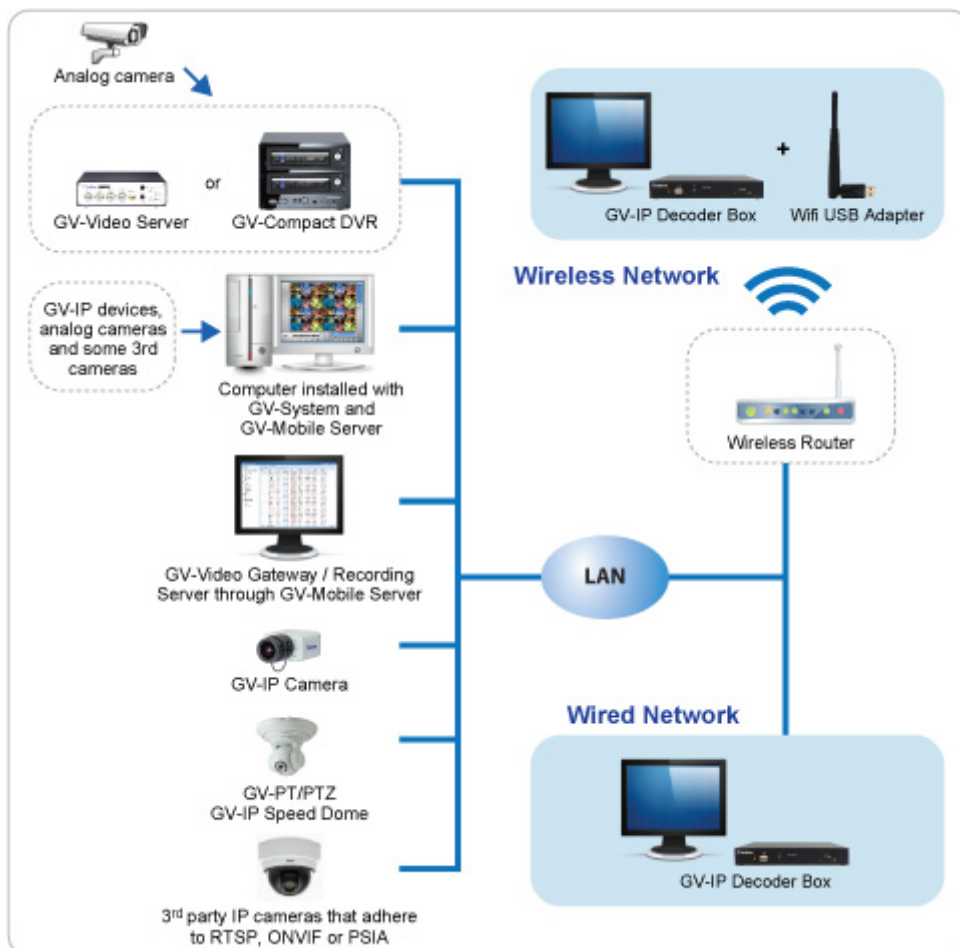 Analog camera
GV-Video Server
or
GV-Compact DVR
GV-IP devices,
analog cameras
and some 3rd
cameras
Computer installed with
GV-System and
GV-Mobile Server
GV-Video Gateway / Recording
Server through GV-Mobile Server
GV-IP Camera
GV-PT/PTZ
GV-IP Speed Dome
3rd party IP cameras that adhere
to RTSP, ONVIF or PSIA
LAN
+
GV-IP Decoder Box
Wifi USB Adapter
Wireless Network
Wireless Router
Wired Network
GV-IP Decoder Box